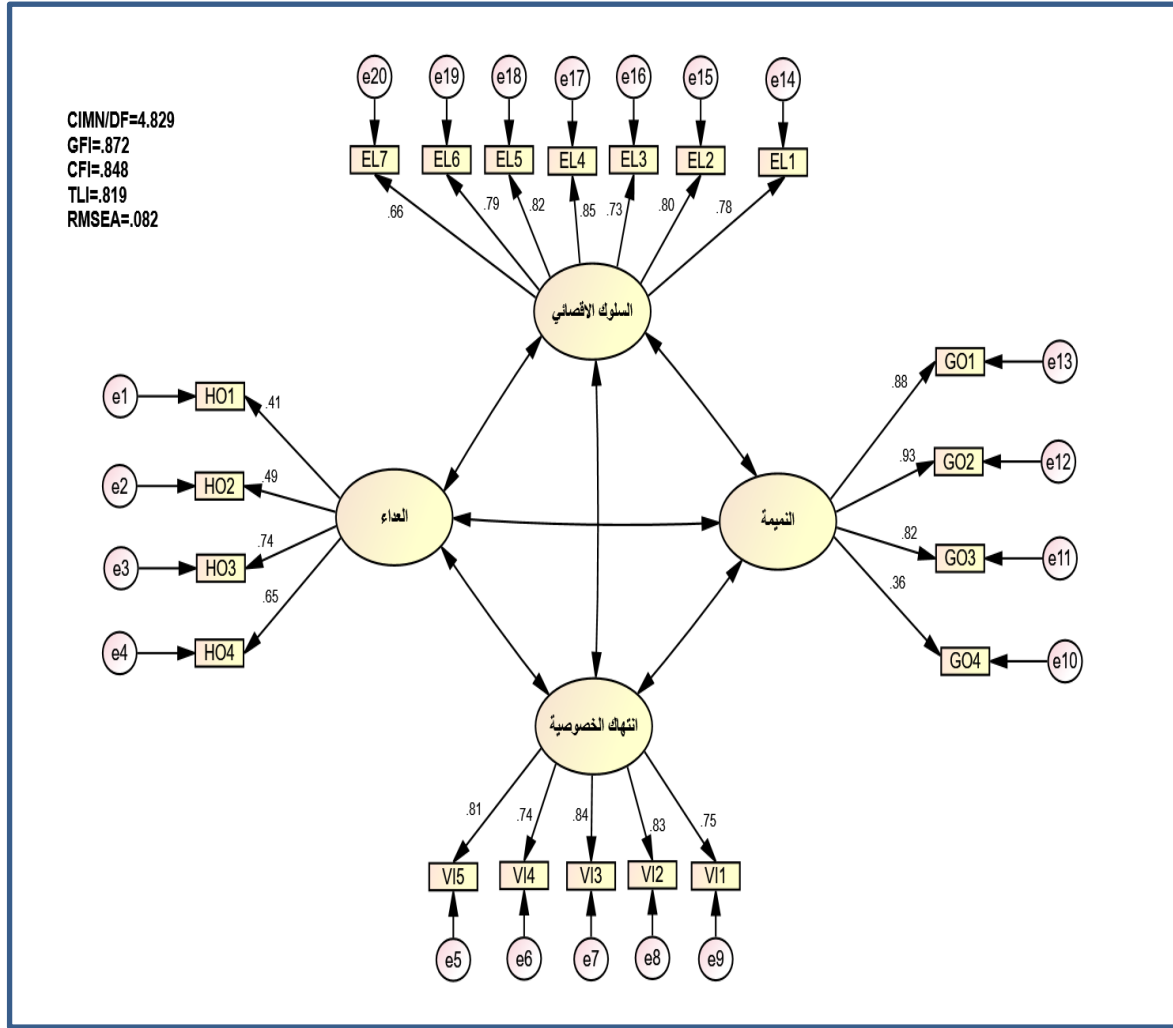 CIMN/DF=4.829
GFI=.872
CFI=.848
TLI=.819
RMSEA=.082
e20 e19 e18 e17 e16 e15 e14
EL7 EL6 EL5 EL4 EL3 EL2 EL1
.66 .79 .82 .85 .73 .80 .78
السلوك الاقصائي
e1 HO1 .41
e2 HO2 .49
e3 HO3 .74
e4 HO4 .65
العداء
النميمة
.88 GO1 e13
.93 GO2 e12
.82 GO3 e11
.36 GO4 e10
انتهاك الخصوصية
.81 .74 .84 .83 .75
VI5 VI4 VI3 VI2 VI1
e5 e6 e7 e8 e9